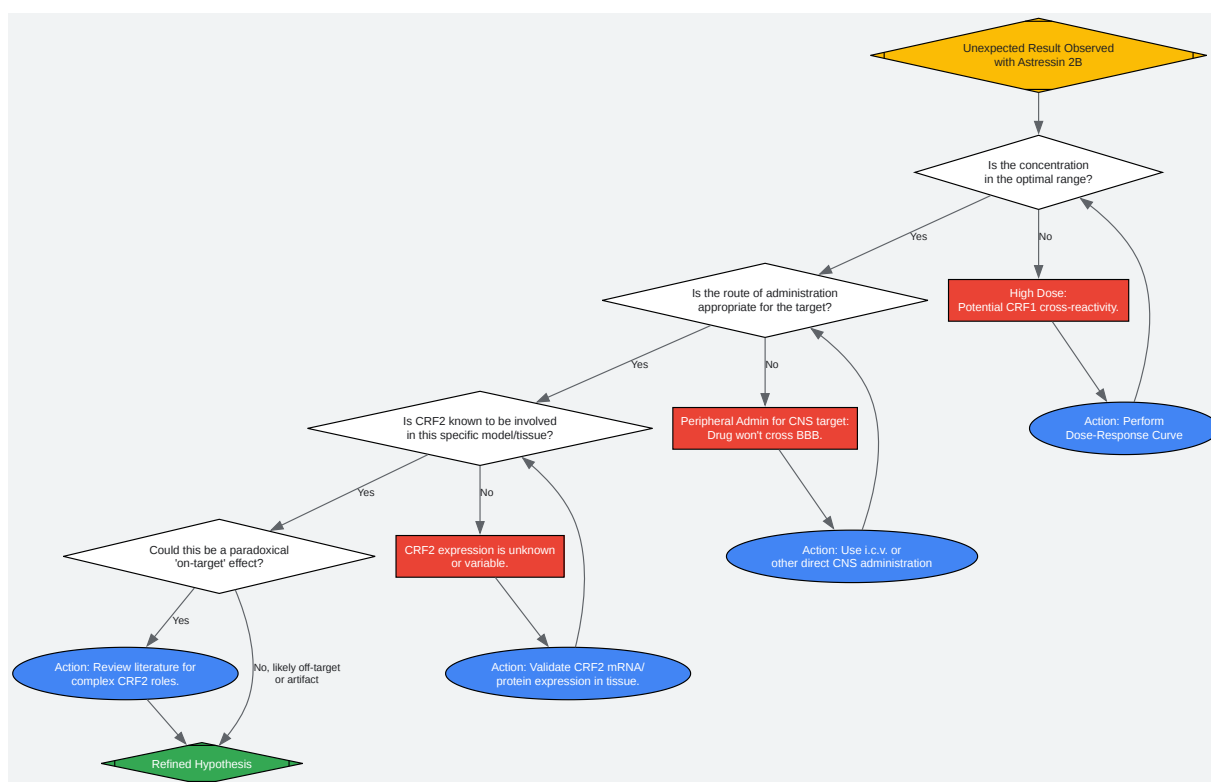 Unexpected Result Observed
with Astressin 2B
Is the concentration
in the optimal range?
Yes
No
Is the route of administration
appropriate for the target?
High Dose:
Potential CRF1 cross-reactivity.
Yes
No
Is CRF2 known to be involved
in this specific model/tissue?
Peripheral Admin for CNS target:
Drug won't cross BBB.
Action: Perform
Dose-Response Curve
Yes
No
Could this be a paradoxical
'on-target' effect?
CRF2 expression is unknown
or variable.
Action: Use i.c.v. or
other direct CNS administration
Yes
No, likely off-target
or artifact
Action: Review literature for
complex CRF2 roles.
Action: Validate CRF2 mRNA/
protein expression in tissue.
Refined Hypothesis